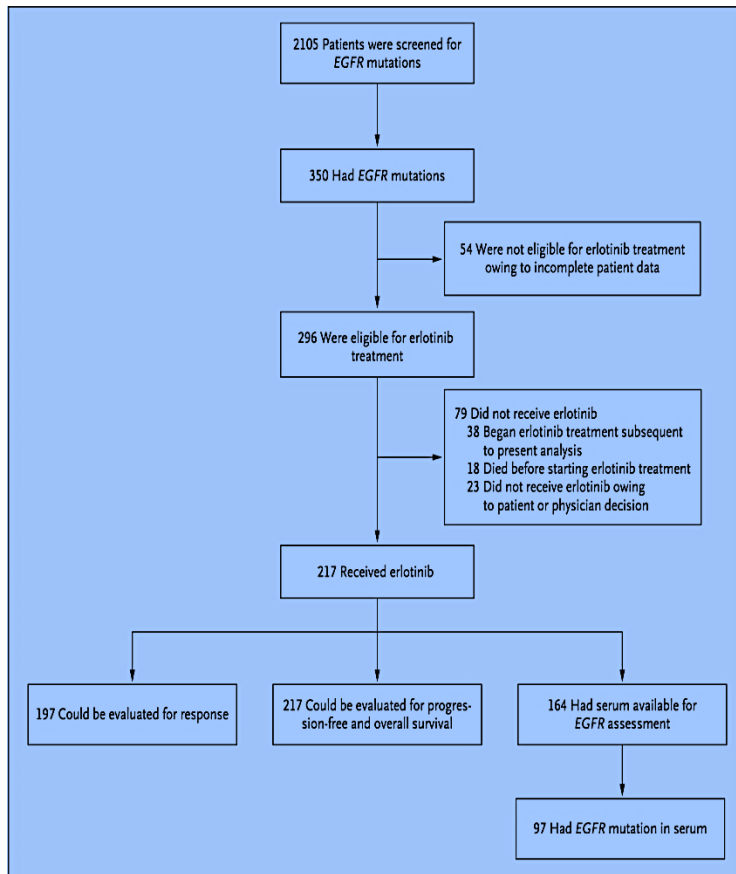 2105 Patients were screened for
EGFR mutations
350 Had EGFR mutations
54 Were not eligible for erlotinib treatment
owing to incomplete patient data
296 Were eligible for erlotinib
treatment
79 Did not receive erlotinib
38 Began erlotinib treatment subsequent
to present analysis
18 Died before starting erlotinib treatment
23 Did not receive erlotinib owing
to patient or physician decision
217 Received erlotinib
197 Could be evaluated for response
217 Could be evaluated for progres-
sion-free and overall survival
164 Had serum available for
EGFR assessment
97 Had EGFR mutation in serum